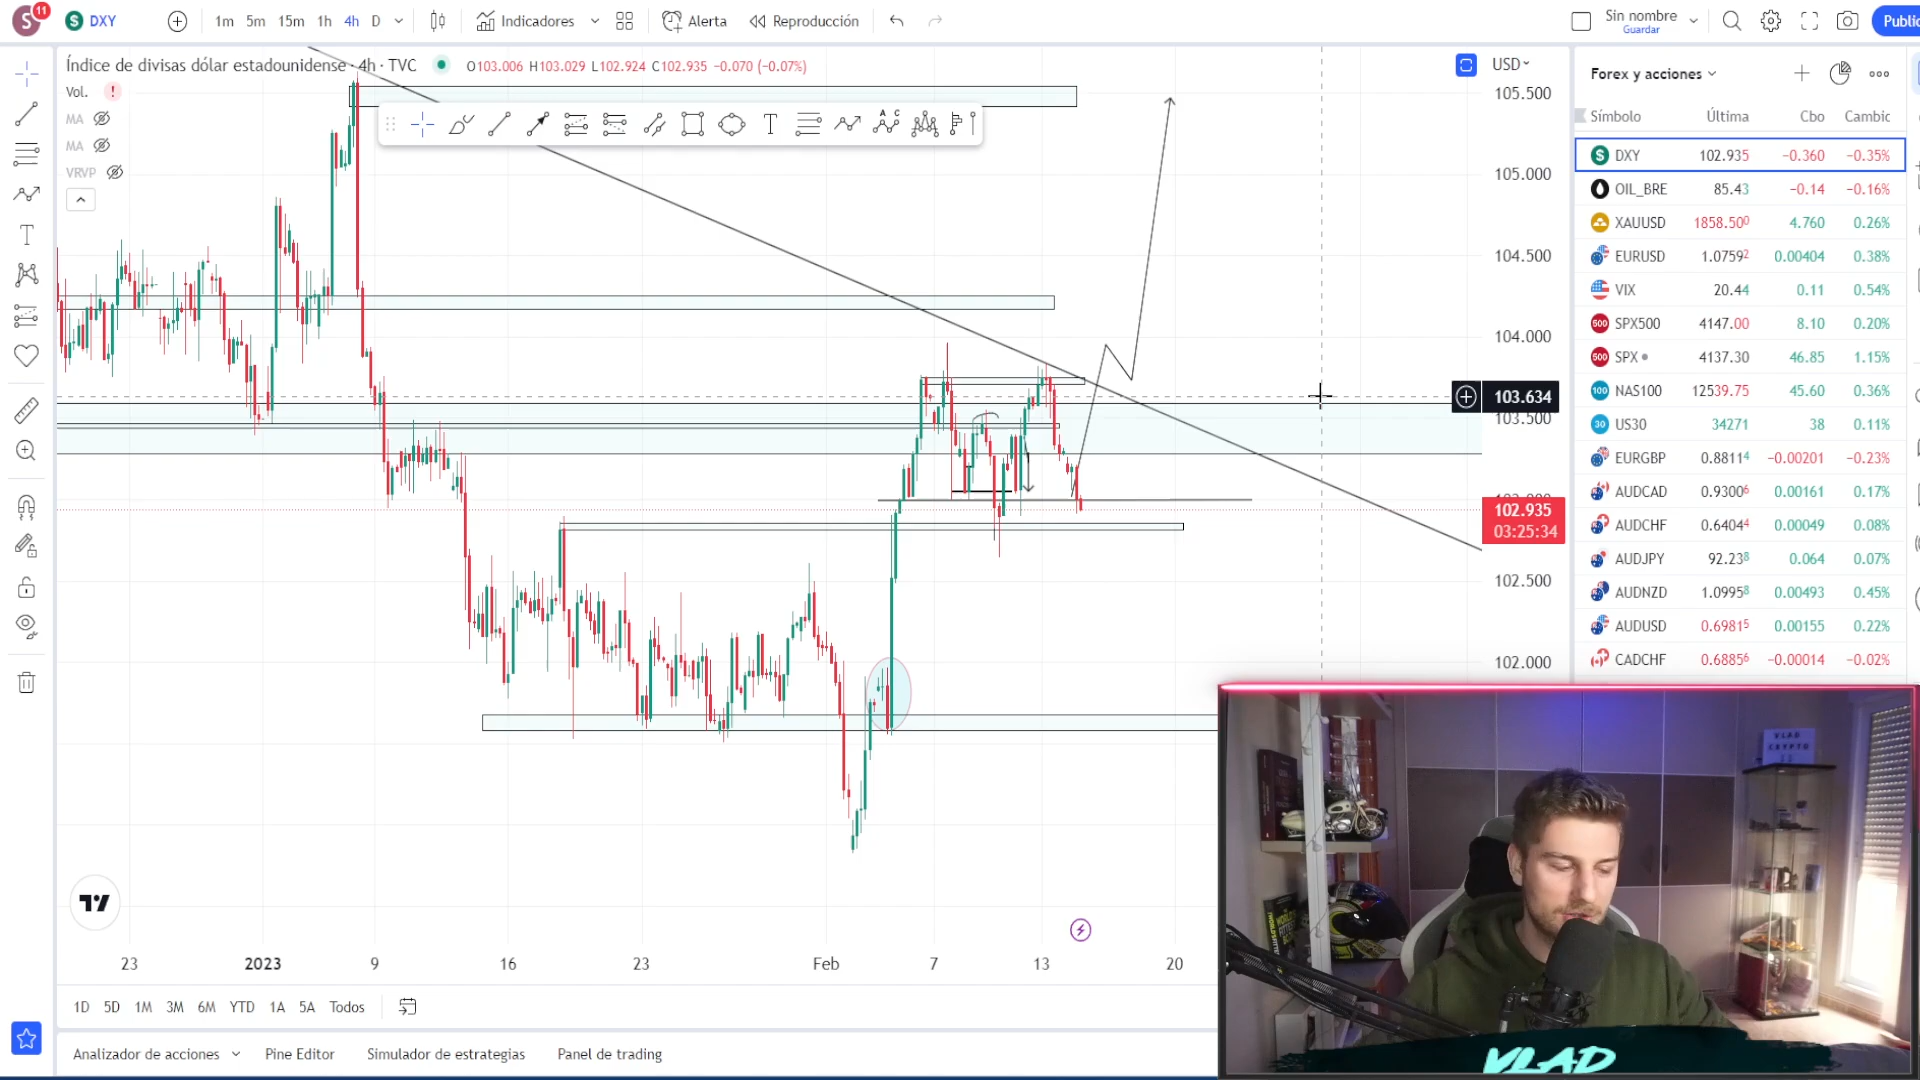 S 11 DXY 1m 5m 15m 1h 4h D Indicadores Alerta Reproducción Sin nombre Guardar Public
Índice de divisas dólar estadounidense · 4h · TVC O103.006 H103.029 L102.924 C102.935 −0.070 (−0.07%)
Vol.
MA
MA
VRVP
USD
105.500
105.000
104.500
104.000
103.634
103.500
102.935
03:25:34
102.500
102.000
23 2023 9 16 23 Feb 7 13 20
1D 5D 1M 3M 6M YTD 1A 5A Todos
Analizador de acciones Pine Editor Simulador de estrategias Panel de trading
Forex y acciones
Símbolo Última Cbo Cambic
DXY 102.935 −0.360 −0.35%
OIL_BRE 85.43 −0.14 −0.16%
XAUUSD 1858.500 4.760 0.26%
EURUSD 1.07592 0.00404 0.38%
VIX 20.44 0.11 0.54%
SPX500 4147.00 8.10 0.20%
SPX 4137.30 46.85 1.15%
NAS100 12539.75 45.60 0.36%
US30 34271 38 0.11%
EURGBP 0.88114 −0.00201 −0.23%
AUDCAD 0.93006 0.00161 0.17%
AUDCHF 0.64044 0.00049 0.08%
AUDJPY 92.238 0.064 0.07%
AUDNZD 1.09958 0.00493 0.45%
AUDUSD 0.69815 0.00155 0.22%
CADCHF 0.68856 −0.00014 −0.02%
VLAD
CRYPTO
VLAD